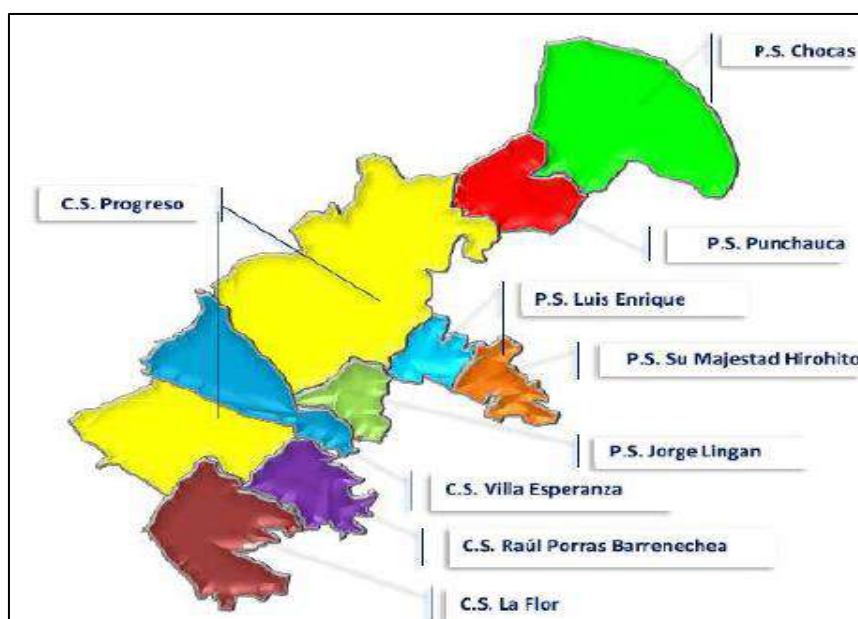 P.S. Chocas
C.S. Progreso
P.S. Punchauca
P.S. Luis Enrique
P.S. Su Majestad Hirohito
P.S. Jorge Lingan
C.S. Villa Esperanza
C.S. Raúl Porras Barrenechea
C.S. La Flor